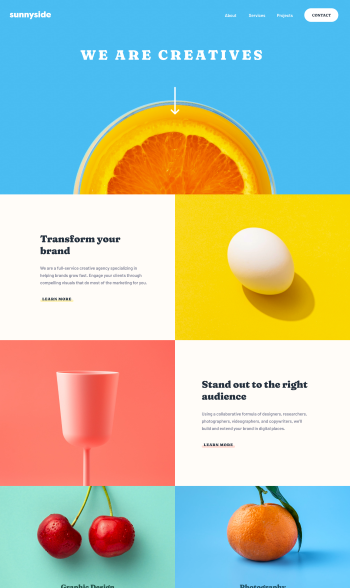 sunnyside
About Services Projects CONTACT
WE ARE CREATIVES
Transform your
brand
We are a full-service creative agency specializing in
helping brands grow fast. Engage your clients through
compelling visuals that do most of the marketing for you.
LEARN MORE
Stand out to the right
audience
Using a collaborative formula of designers, researchers,
photographers, videographers, and copywriters, we'll
build and extend your brand in digital places.
LEARN MORE
Graphic Design
Photography